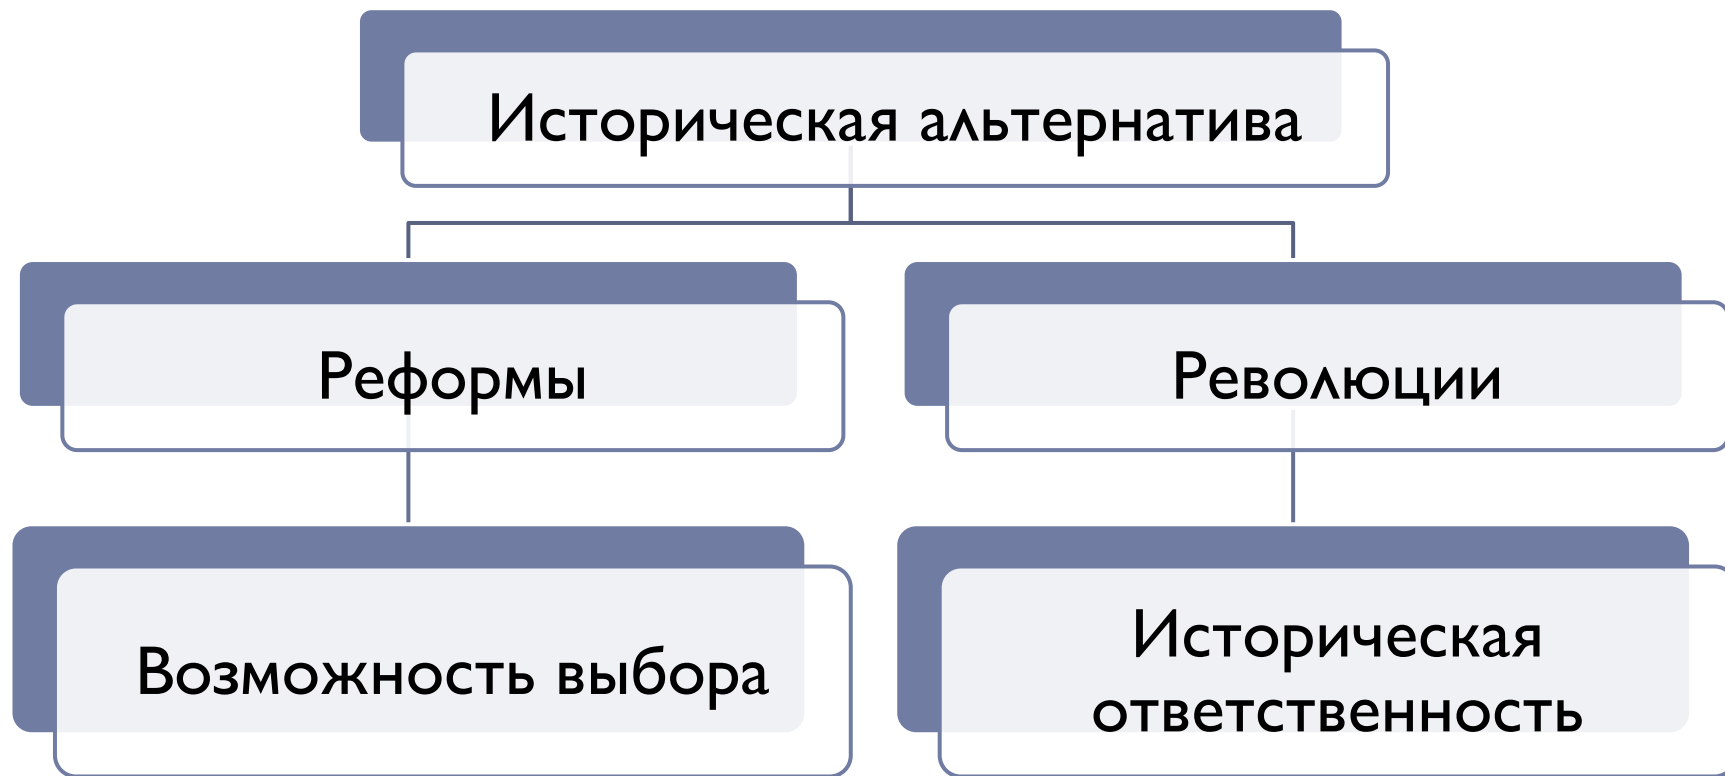 Историческая альтернатива
Реформы
Революции
Возможность выбора
Историческая
ответственность